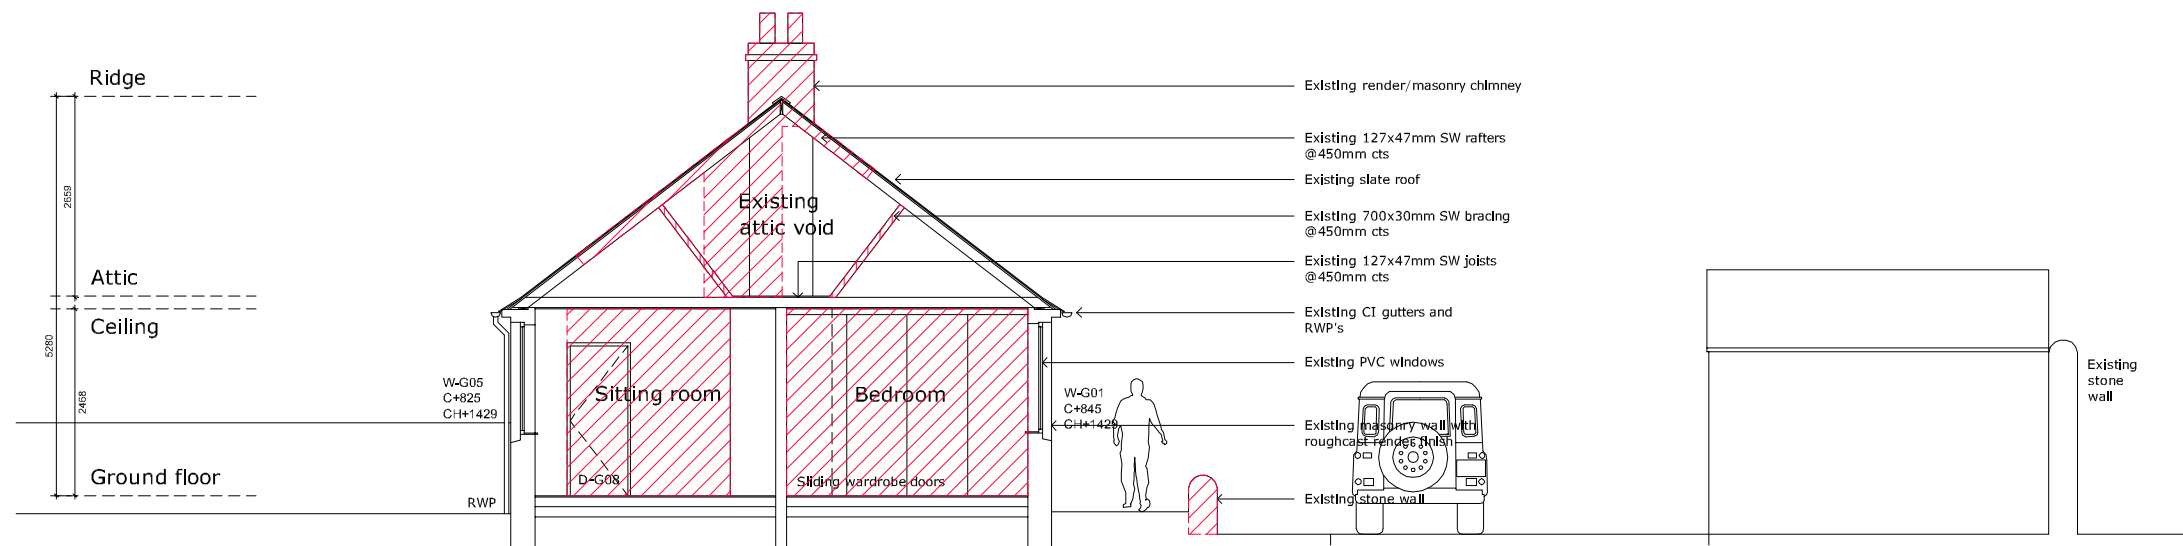 Ridge
2659
5280
Attic
Ceiling
2468
Ground floor
W-G05
C+825
CH+1429
RWP
Existing
attic void
Sitting room
D-G08
Bedroom
Sliding wardrobe doors
W-G01
C+845
CH+1429
Existing render/masonry chimney
Existing 127x47mm SW rafters
@450mm cts
Existing slate roof
Existing 700x30mm SW bracing
@450mm cts
Existing 127x47mm SW joists
@450mm cts
Existing CI gutters and
RWP's
Existing PVC windows
Existing masonry wall with
roughcast render finish
Existing stone wall
Existing
stone
wall